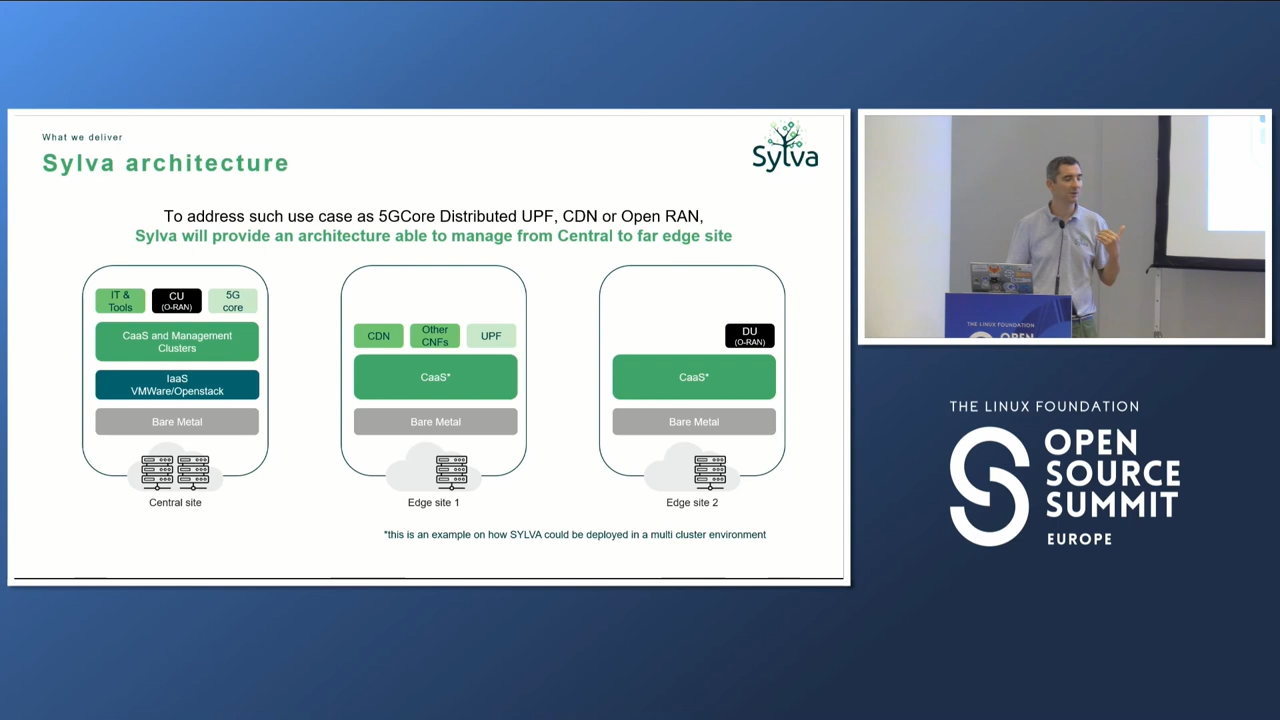 What we deliver
Sylva architecture
Sylva
To address such use case as 5GCore Distributed UPF, CDN or Open RAN,
Sylva will provide an architecture able to manage from Central to far edge site
IT &
Tools
CU
(O-RAN)
5G
core
CaaS and Management
Clusters
IaaS
VMWare/Openstack
Bare Metal
Central site
CDN
Other
CNFs
UPF
CaaS*
Bare Metal
Edge site 1
DU
(O-RAN)
CaaS*
Bare Metal
Edge site 2
*this is an example on how SYLVA could be deployed in a multi cluster environment
THE LINUX FOUNDATION
OPEN
THE LINUX FOUNDATION
OPEN
SOURCE
SUMMIT
EUROPE